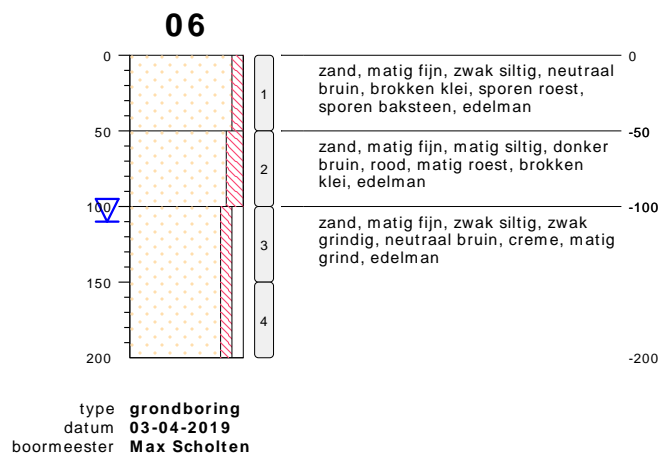 06
0
50
100
150
200
1
2
3
4
0
zand, matig fijn, zwak siltig, neutraal
bruin, brokken klei, sporen roest,
sporen baksteen, edelman
-50
zand, matig fijn, matig siltig, donker
bruin, rood, matig roest, brokken
klei, edelman
-100
zand, matig fijn, zwak siltig, zwak
grindig, neutraal bruin, creme, matig
grind, edelman
-200
type grondboring
datum 03-04-2019
boormeester Max Scholten